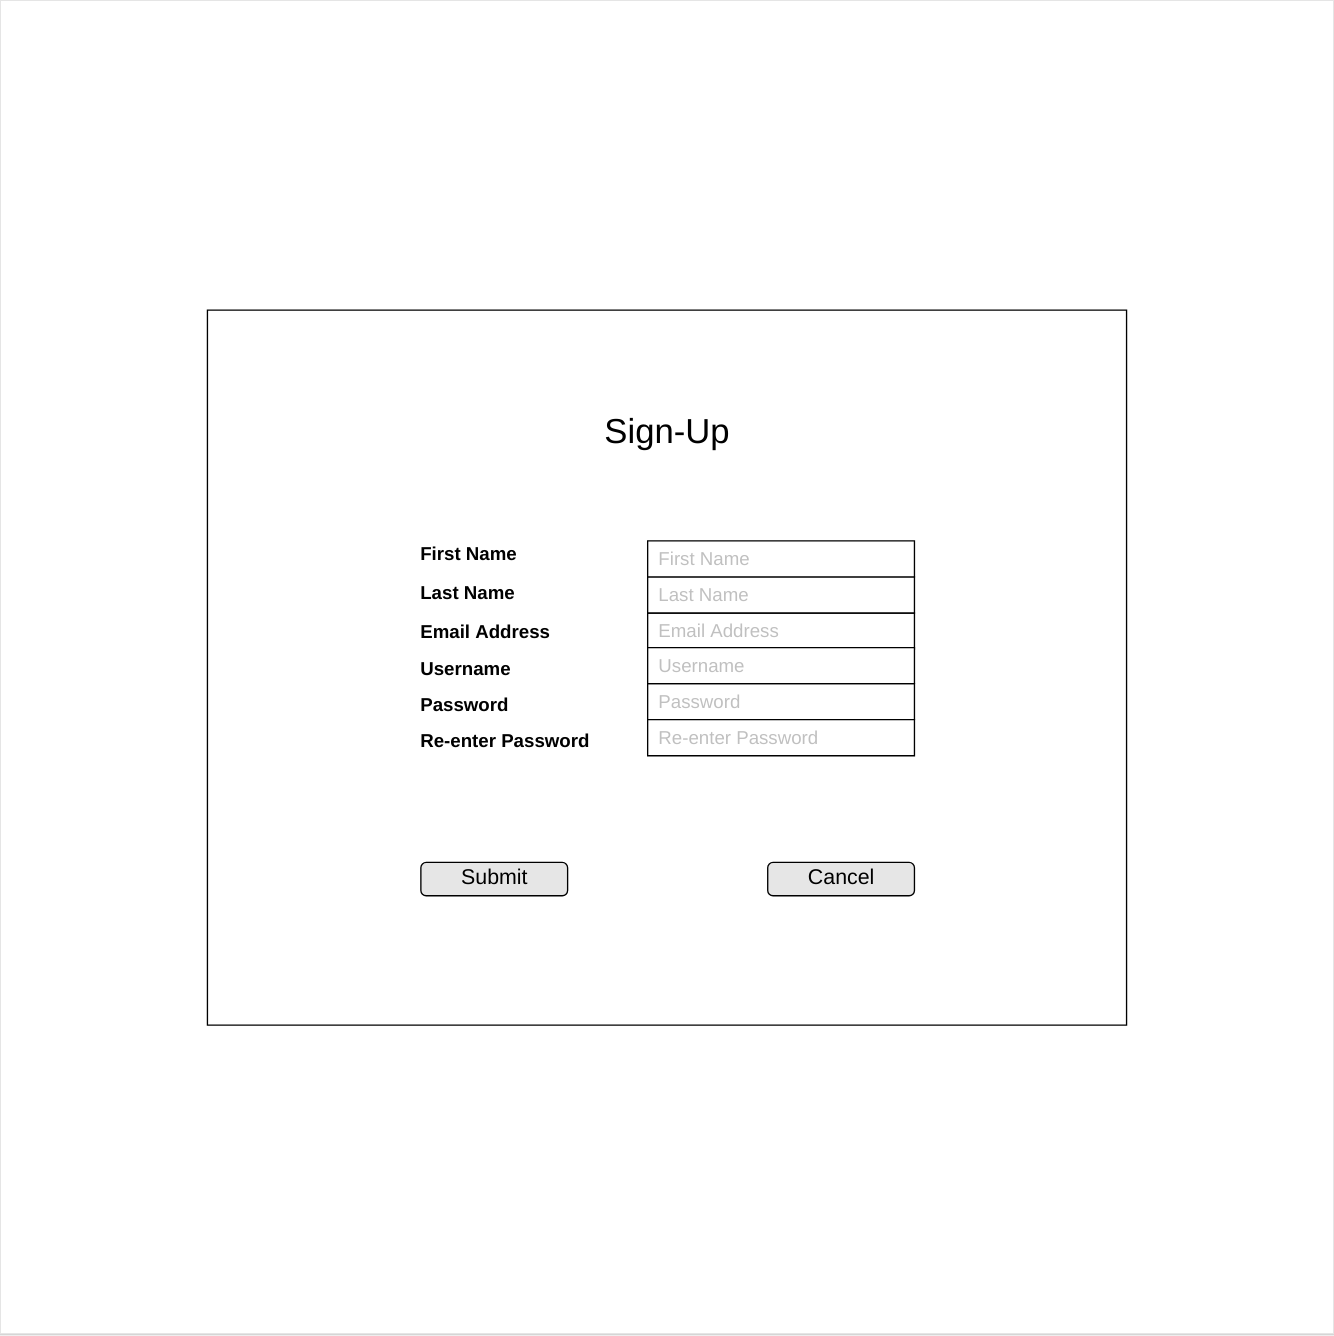 Sign-Up
First Name First Name
Last Name Last Name
Email Address Email Address
Username Username
Password Password
Re-enter Password Re-enter Password
Submit Cancel